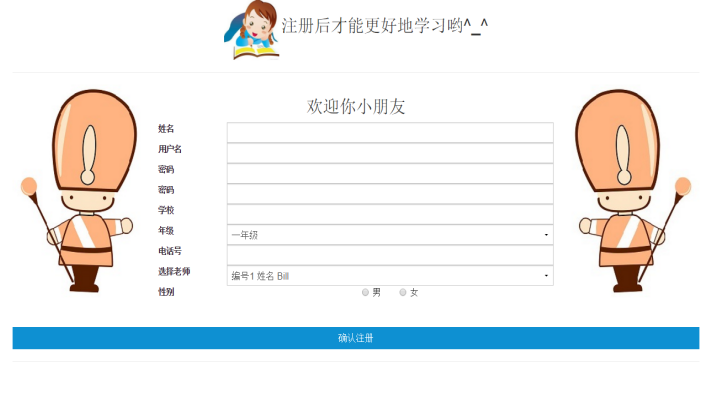 注册后才能更好地学习哟^_^
欢迎你小朋友
姓名
用户名
密码
密码
学校
年级 一年级
电话号
选择老师 编号1 姓名 Bill
性别 男 女
确认注册